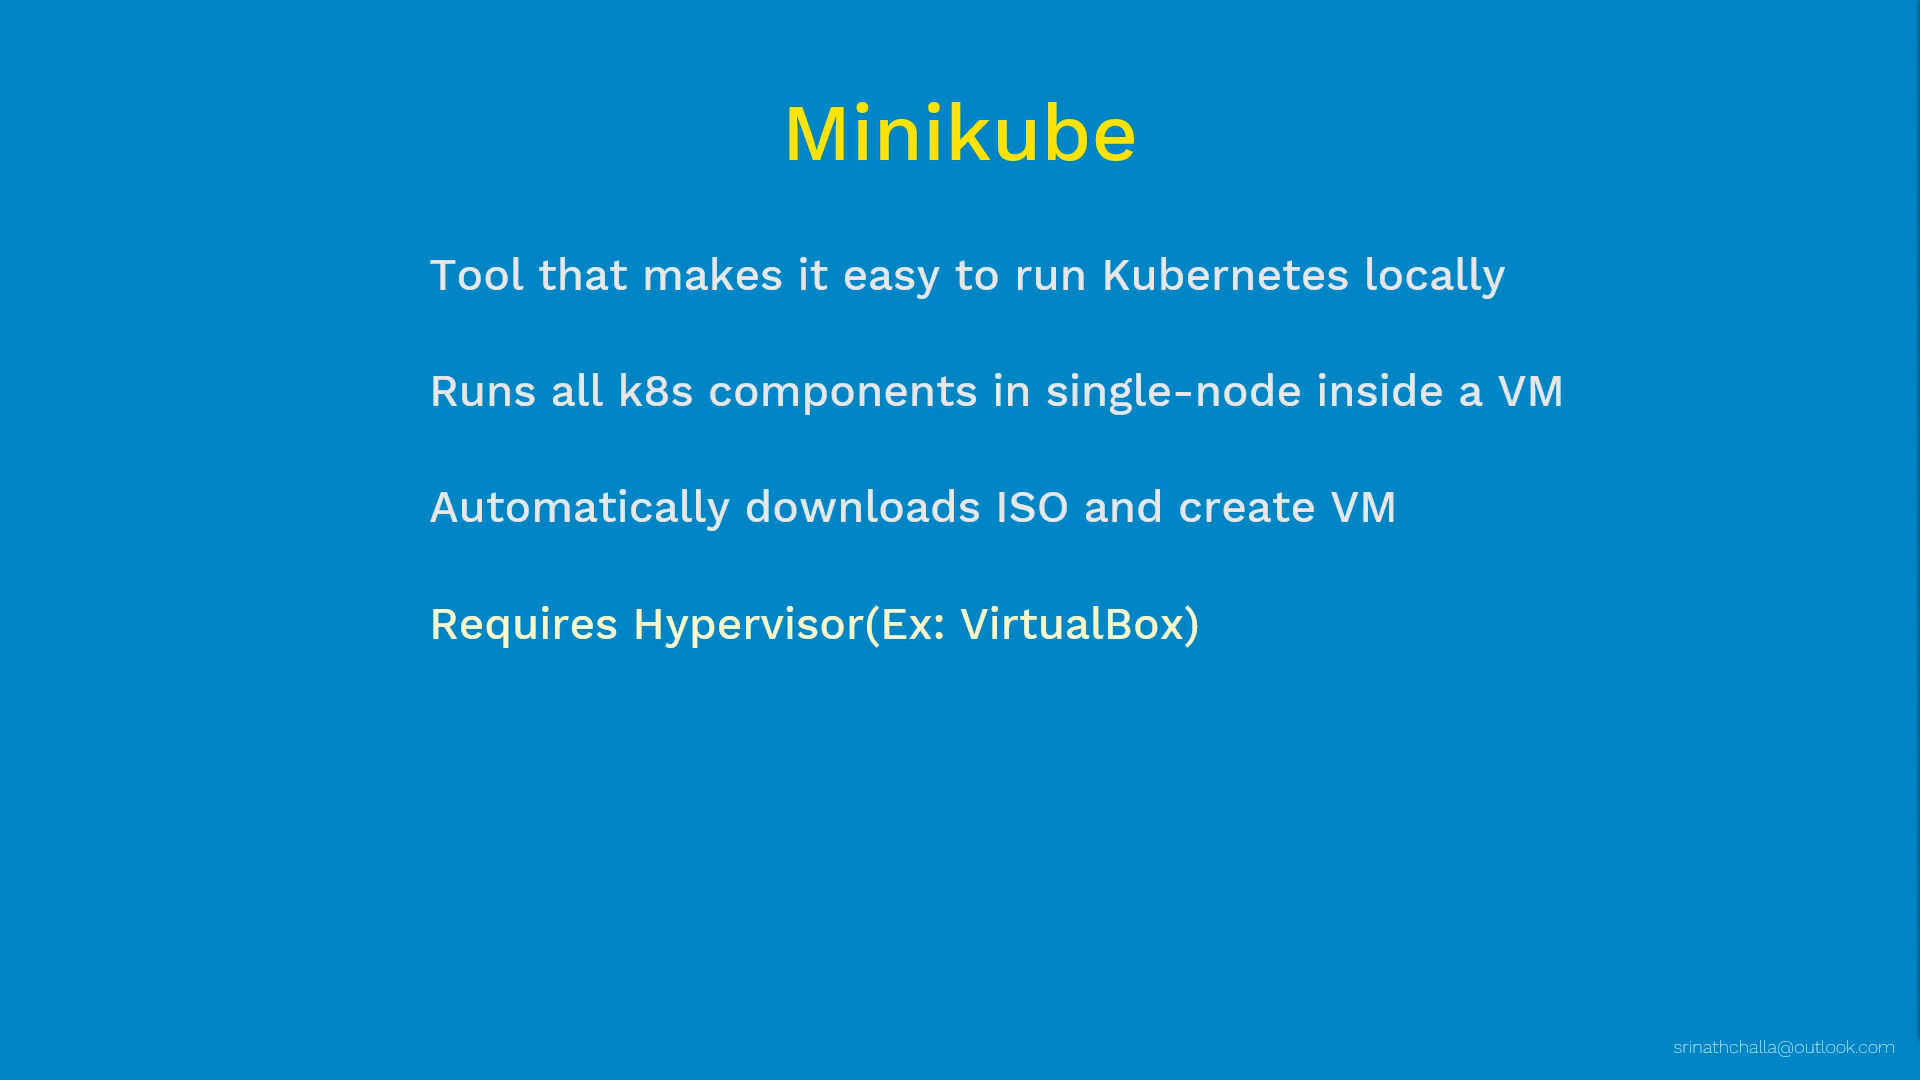 Minikube
Tool that makes it easy to run Kubernetes locally
Runs all k8s components in single-node inside a VM
Automatically downloads ISO and create VM
Requires Hypervisor(Ex: VirtualBox)
srinathchalla@outlook.com